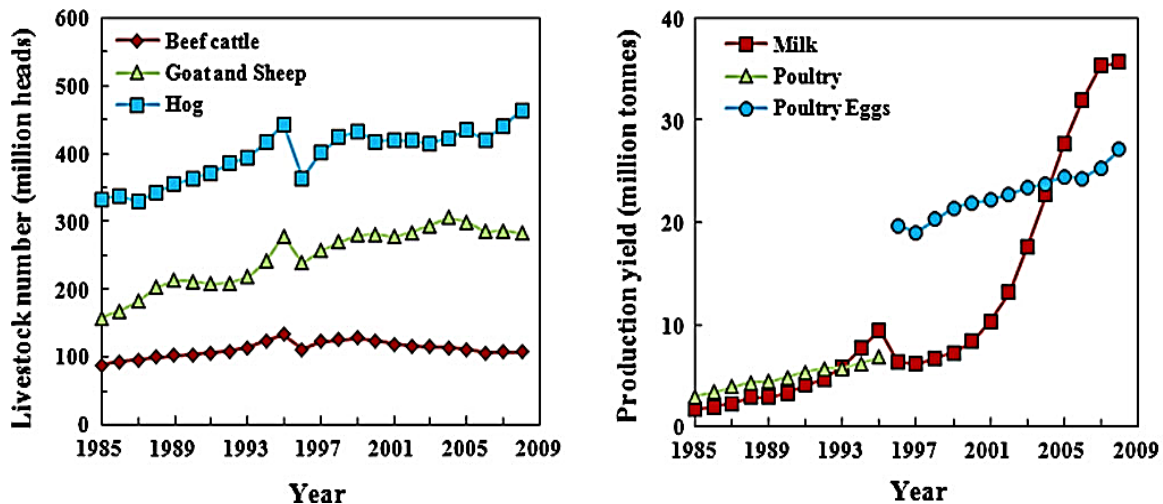 Livestock number (million heads)
600
500
400
300
200
100
0
Beef cattle
Goat and Sheep
Hog
1985 1989 1993 1997 2001 2005 2009
Year
Production yield (million tonnes)
40
30
20
10
0
Milk
Poultry
Poultry Eggs
1985 1989 1993 1997 2001 2005 2009
Year